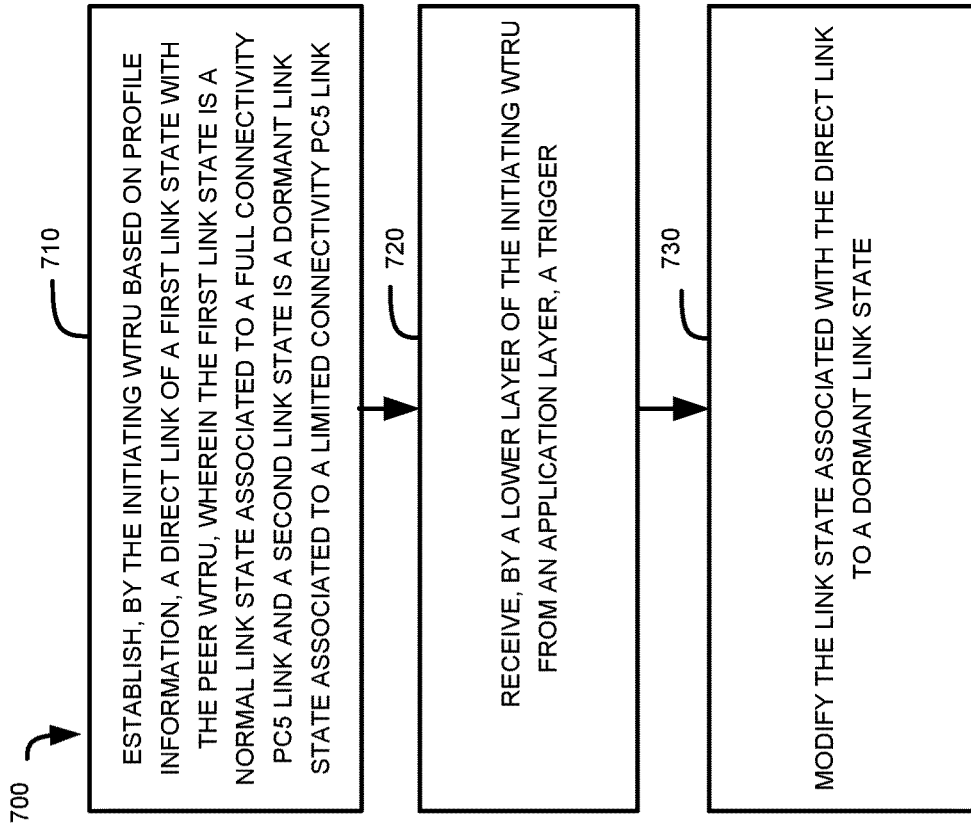 700
710
ESTABLISH, BY THE INITIATING WTRU BASED ON PROFILE
INFORMATION, A DIRECT LINK OF A FIRST LINK STATE WITH
THE PEER WTRU, WHEREIN THE FIRST LINK STATE IS A
NORMAL LINK STATE ASSOCIATED TO A FULL CONNECTIVITY
PC5 LINK AND A SECOND LINK STATE IS A DORMANT LINK
STATE ASSOCIATED TO A LIMITED CONNECTIVITY PC5 LINK
720
RECEIVE, BY A LOWER LAYER OF THE INITIATING WTRU
FROM AN APPLICATION LAYER, A TRIGGER
730
MODIFY THE LINK STATE ASSOCIATED WITH THE DIRECT LINK
TO A DORMANT LINK STATE